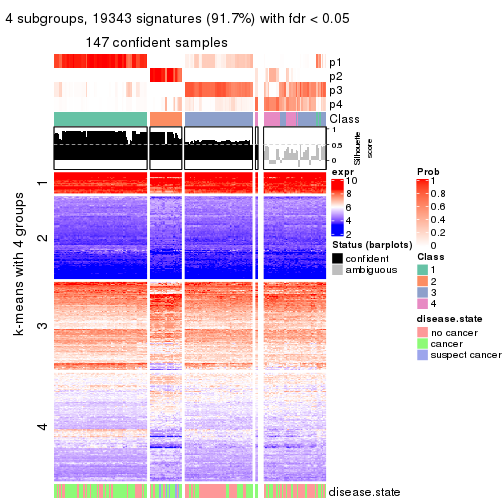 4 subgroups, 19343 signatures (91.7%) with fdr < 0.05
147 confident samples
p1
p2
p3
p4
Class
1
0.5
0
Silhouette
score
k-means with 4 groups
1
2
3
4
disease.state
expr
10
8
6
4
2
Status (barplots)
confident
ambiguous
Prob
1
0.8
0.6
0.4
0.2
0
Class
1
2
3
4
disease.state
no cancer
cancer
suspect cancer